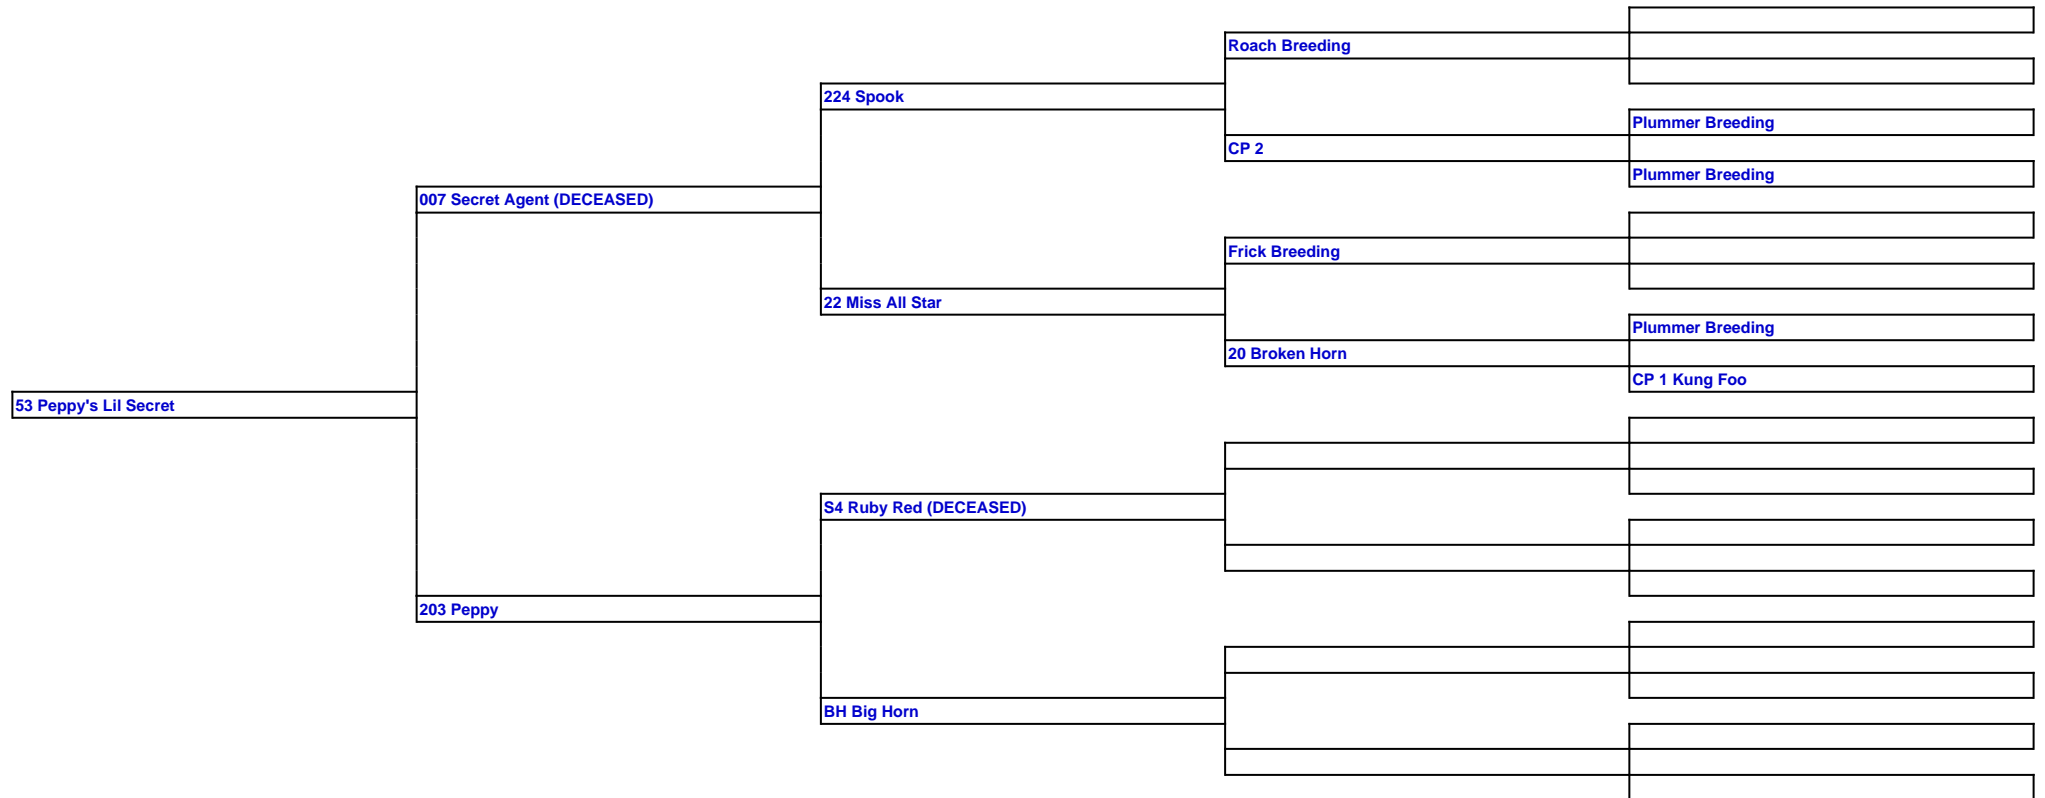 Roach Breeding
224 Spook
Plummer Breeding
CP 2
Plummer Breeding
007 Secret Agent (DECEASED)
Frick Breeding
22 Miss All Star
Plummer Breeding
20 Broken Horn
CP 1 Kung Foo
53 Peppy's Lil Secret
S4 Ruby Red (DECEASED)
203 Peppy
BH Big Horn